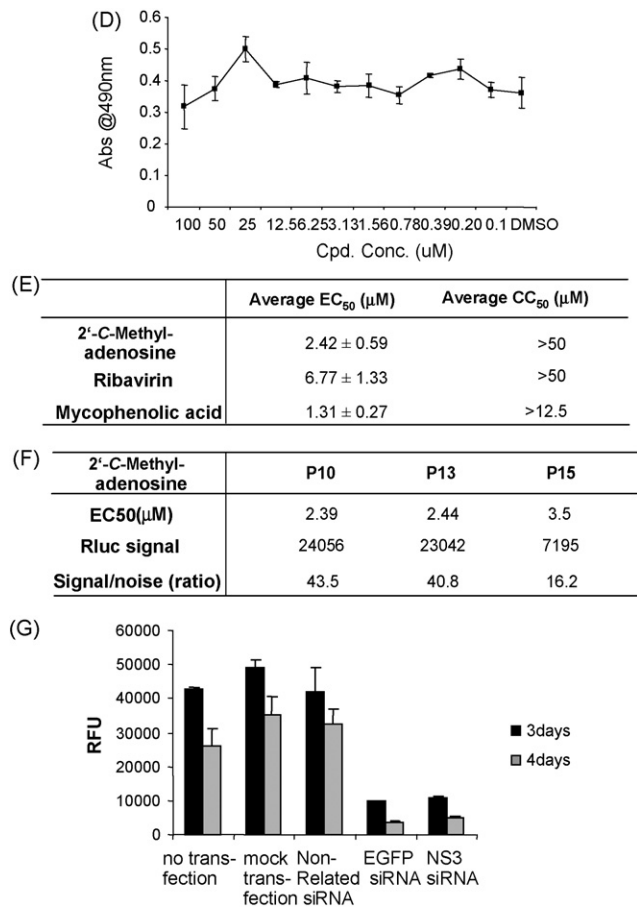 (D)
0.6
0.5
0.4
0.3
0.2
0.1
0
Abs @490nm
100 50 25 12.5 6.25 3.13 1.56 0.78 0.39 0.20 0.1 DMSO
Cpd. Conc. (uM)
(E)
Average EC50 (µM) Average CC50 (µM)
2‘-C-Methyl-
adenosine 2.42 ± 0.59 >50
Ribavirin 6.77 ± 1.33 >50
Mycophenolic acid 1.31 ± 0.27 >12.5
(F)
2‘-C-Methyl-
adenosine P10 P13 P15
EC50(µM) 2.39 2.44 3.5
Rluc signal 24056 23042 7195
Signal/noise (ratio) 43.5 40.8 16.2
(G)
60000
50000
40000
30000
20000
10000
0
RFU
3days
4days
no trans-
fection
mock
trans-
fection
Non-
Related
siRNA
EGFP
siRNA
NS3
siRNA